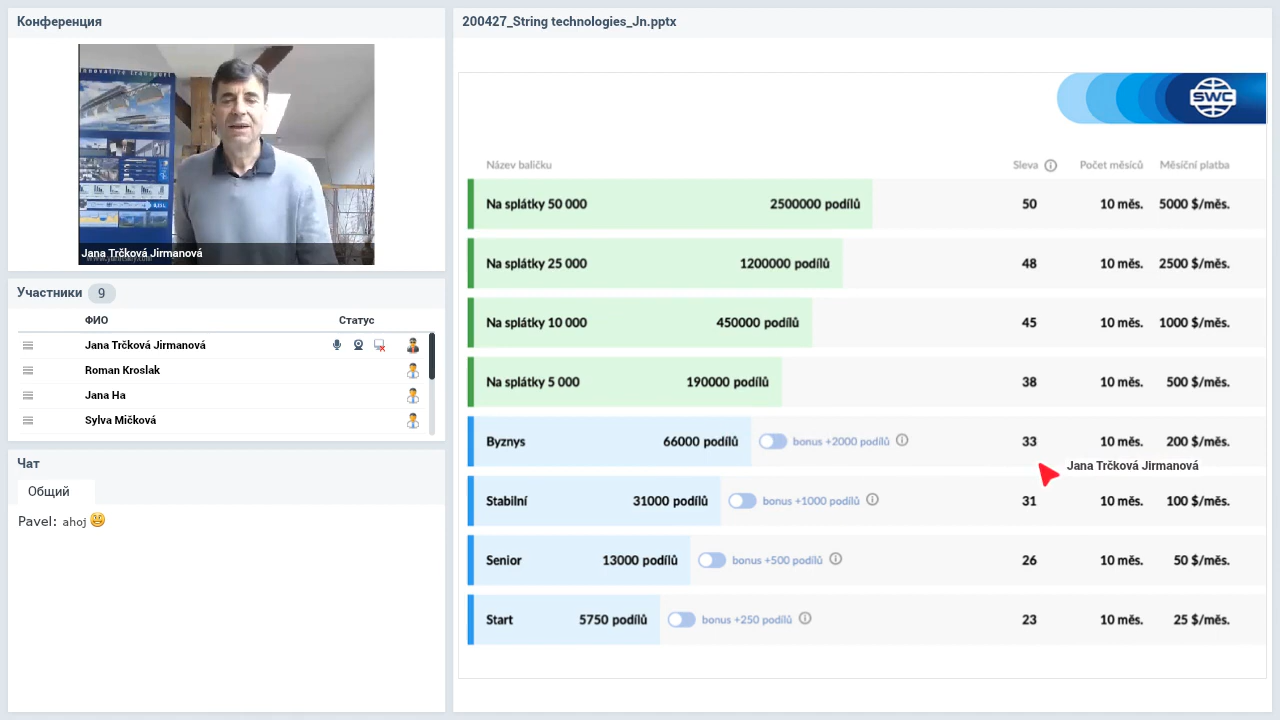 Конференция
innovative transport
Jana Trčková Jirmanová
Участники 9
ФИО Статус
Jana Trčková Jirmanová
Roman Kroslak
Jana Ha
Sylva Mičková
Чат
Общий
Pavel: ahoj
200427_String technologies_Jn.pptx
SWC
Název balíčku Sleva Počet měsíců Měsíční platba
Na splátky 50 000 2500000 podílů 50 10 měs. 5000 $/měs.
Na splátky 25 000 1200000 podílů 48 10 měs. 2500 $/měs.
Na splátky 10 000 450000 podílů 45 10 měs. 1000 $/měs.
Na splátky 5 000 190000 podílů 38 10 měs. 500 $/měs.
Byznys 66000 podílů bonus +2000 podílů 33 10 měs. 200 $/měs.
Jana Trčková Jirmanová
Stabilní 31000 podílů bonus +1000 podílů 31 10 měs. 100 $/měs.
Senior 13000 podílů bonus +500 podílů 26 10 měs. 50 $/měs.
Start 5750 podílů bonus +250 podílů 23 10 měs. 25 $/měs.